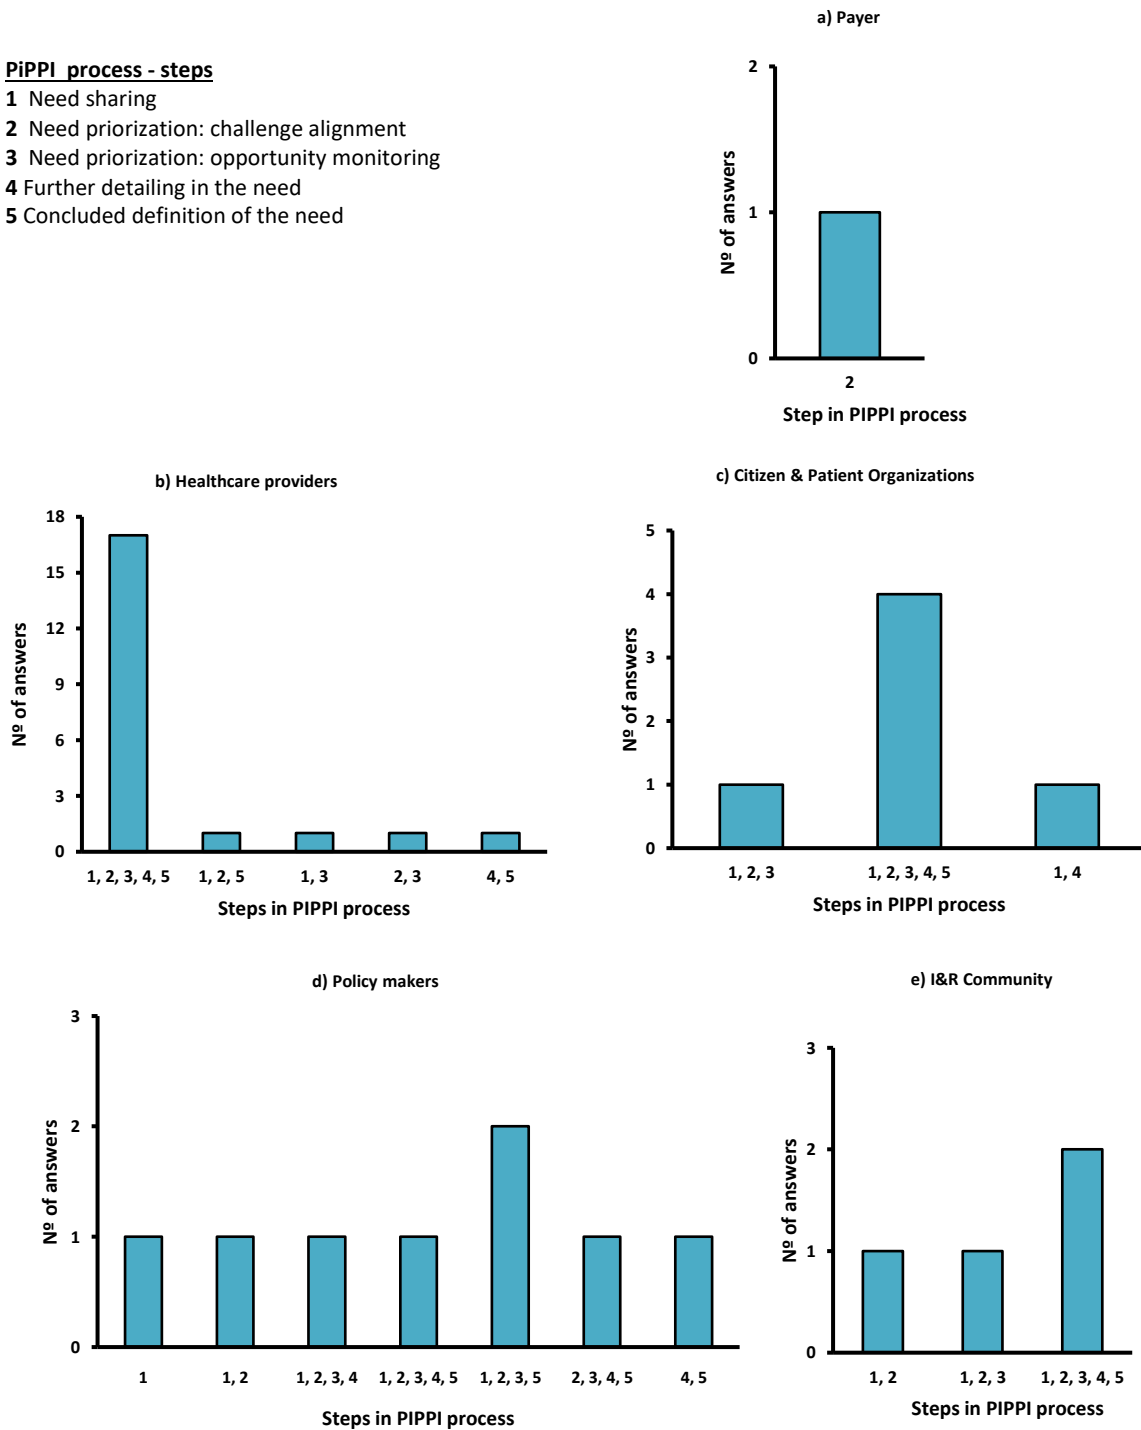 a) Payer
PiPPI process - steps
1 Need sharing
2 Need priorization: challenge alignment
3 Need priorization: opportunity monitoring
4 Further detailing in the need
5 Concluded definition of the need
Nº of answers
2
1
0
2
Step in PIPPI process
b) Healthcare providers
Nº of answers
18
15
12
9
6
3
0
1, 2, 3, 4, 5 1, 2, 5 1, 3 2, 3 4, 5
Steps in PIPPI process
c) Citizen & Patient Organizations
Nº of answers
5
4
3
2
1
0
1, 2, 3 1, 2, 3, 4, 5 1, 4
Steps in PIPPI process
d) Policy makers
Nº of answers
3
2
1
0
1 1, 2 1, 2, 3, 4 1, 2, 3, 4, 5 1, 2, 3, 5 2, 3, 4, 5 4, 5
Steps in PIPPI process
e) I&R Community
Nº of answers
3
2
1
0
1, 2 1, 2, 3 1, 2, 3, 4, 5
Steps in PIPPI process